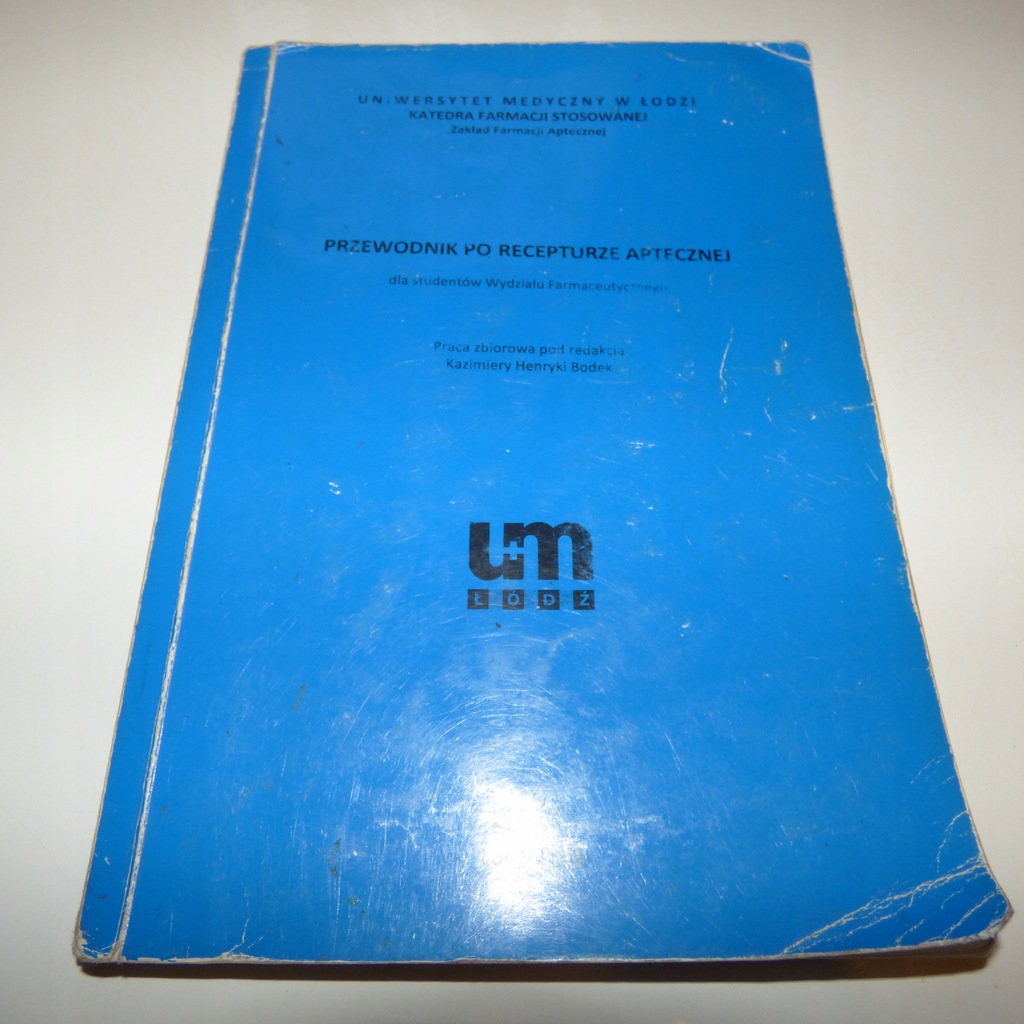 UNIWERSYTET MEDYCZNY W ŁODZI
KATEDRA FARMACJI STOSOWANEJ
Zakład Farmacji Aptecznej
PRZEWODNIK PO RECEPTURZE APTECZNEJ
dla studentów Wydziału Farmaceutycznego
Praca zbiorowa pod redakcją
Kazimiery Henryki Bodek
um
ŁÓDŹ